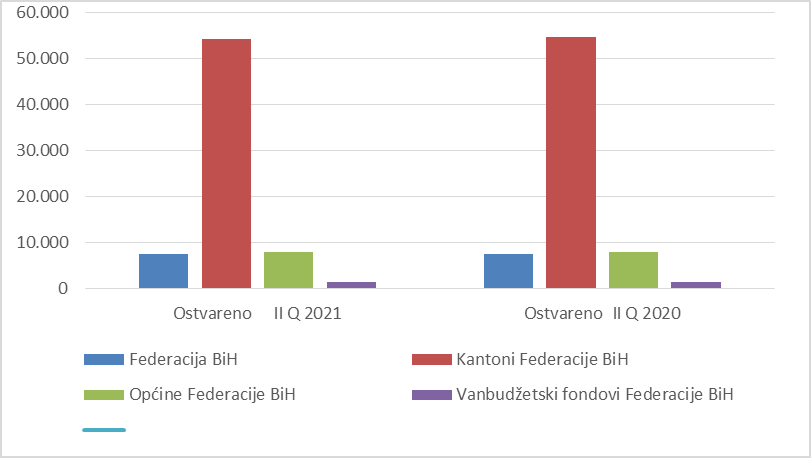 60.000
50.000
40.000
30.000
20.000
10.000
0
Ostvareno II Q 2021
Ostvareno II Q 2020
Federacija BiH
Kantoni Federacije BiH
Općine Federacije BiH
Vanbudžetski fondovi Federacije BiH